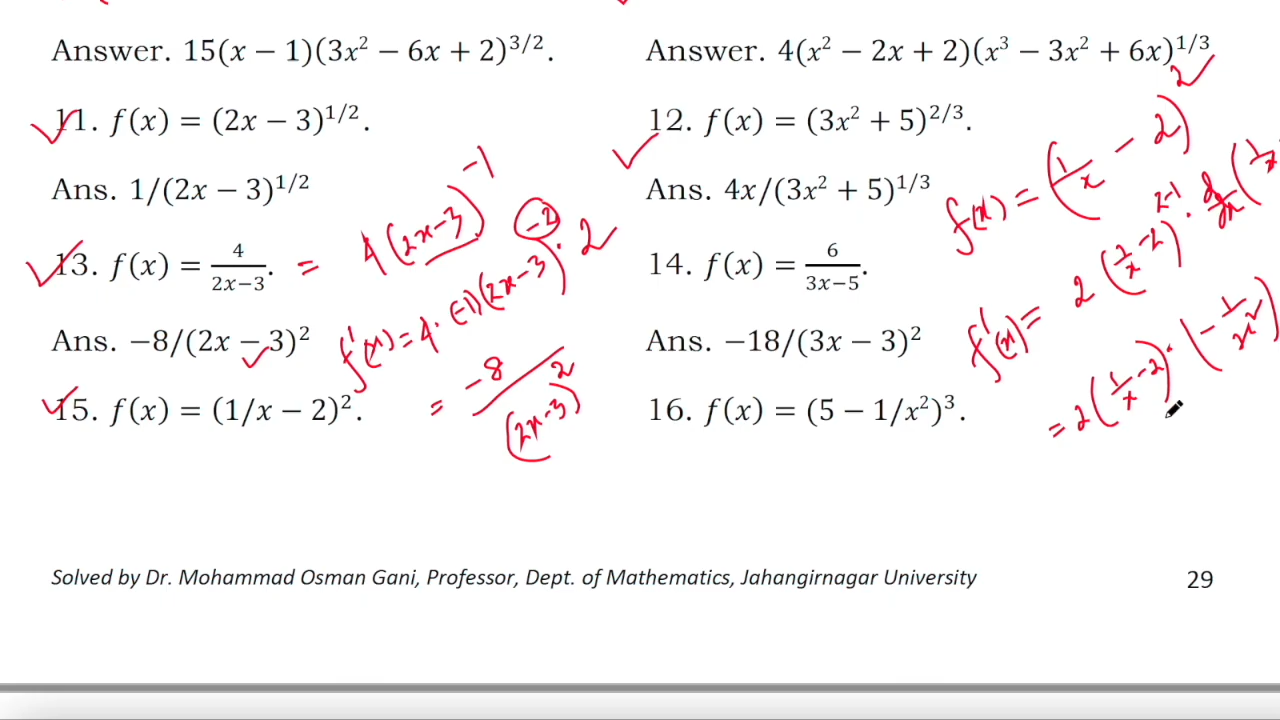 Answer. 15(x − 1)(3x² − 6x + 2)^{3/2}.
Answer. 4(x² − 2x + 2)(x³ − 3x² + 6x)^{1/3}
11. f(x) = (2x − 3)^{1/2}.
12. f(x) = (3x² + 5)^{2/3}.
Ans. 1/(2x − 3)^{1/2}
Ans. 4x/(3x² + 5)^{1/3}
13. f(x) = 4/(2x−3).
= 4(2x-3)^{-1}
14. f(x) = 6/(3x−5).
Ans. −8/(2x − 3)²
f'(x) = 4·(-1)(2x-3)^{-2}·2
= -8/(2x-3)²
Ans. −18/(3x − 3)²
15. f(x) = (1/x − 2)².
16. f(x) = (5 − 1/x²)³.
f(x) = (1/x - 2)²
f'(x) = 2(1/x-2)^{2-1}·d/dx(1/x
= 2(1/x-2)·(-1/x²)
Solved by Dr. Mohammad Osman Gani, Professor, Dept. of Mathematics, Jahangirnagar University
29